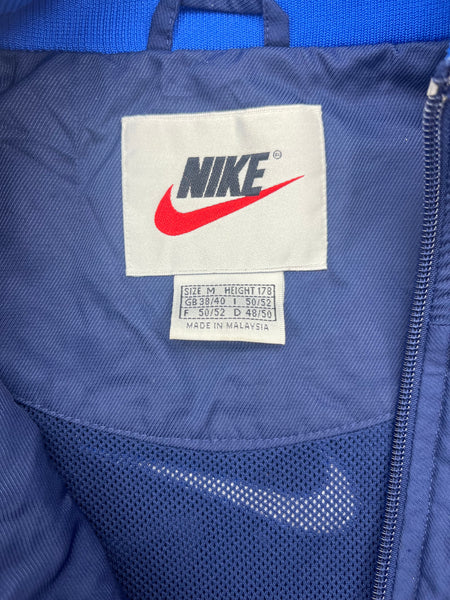 NIKE®
SIZE M HEIGHT 178
GB 38/40 I 50/52
F 50/52 D 48/50
MADE IN MALAYSIA